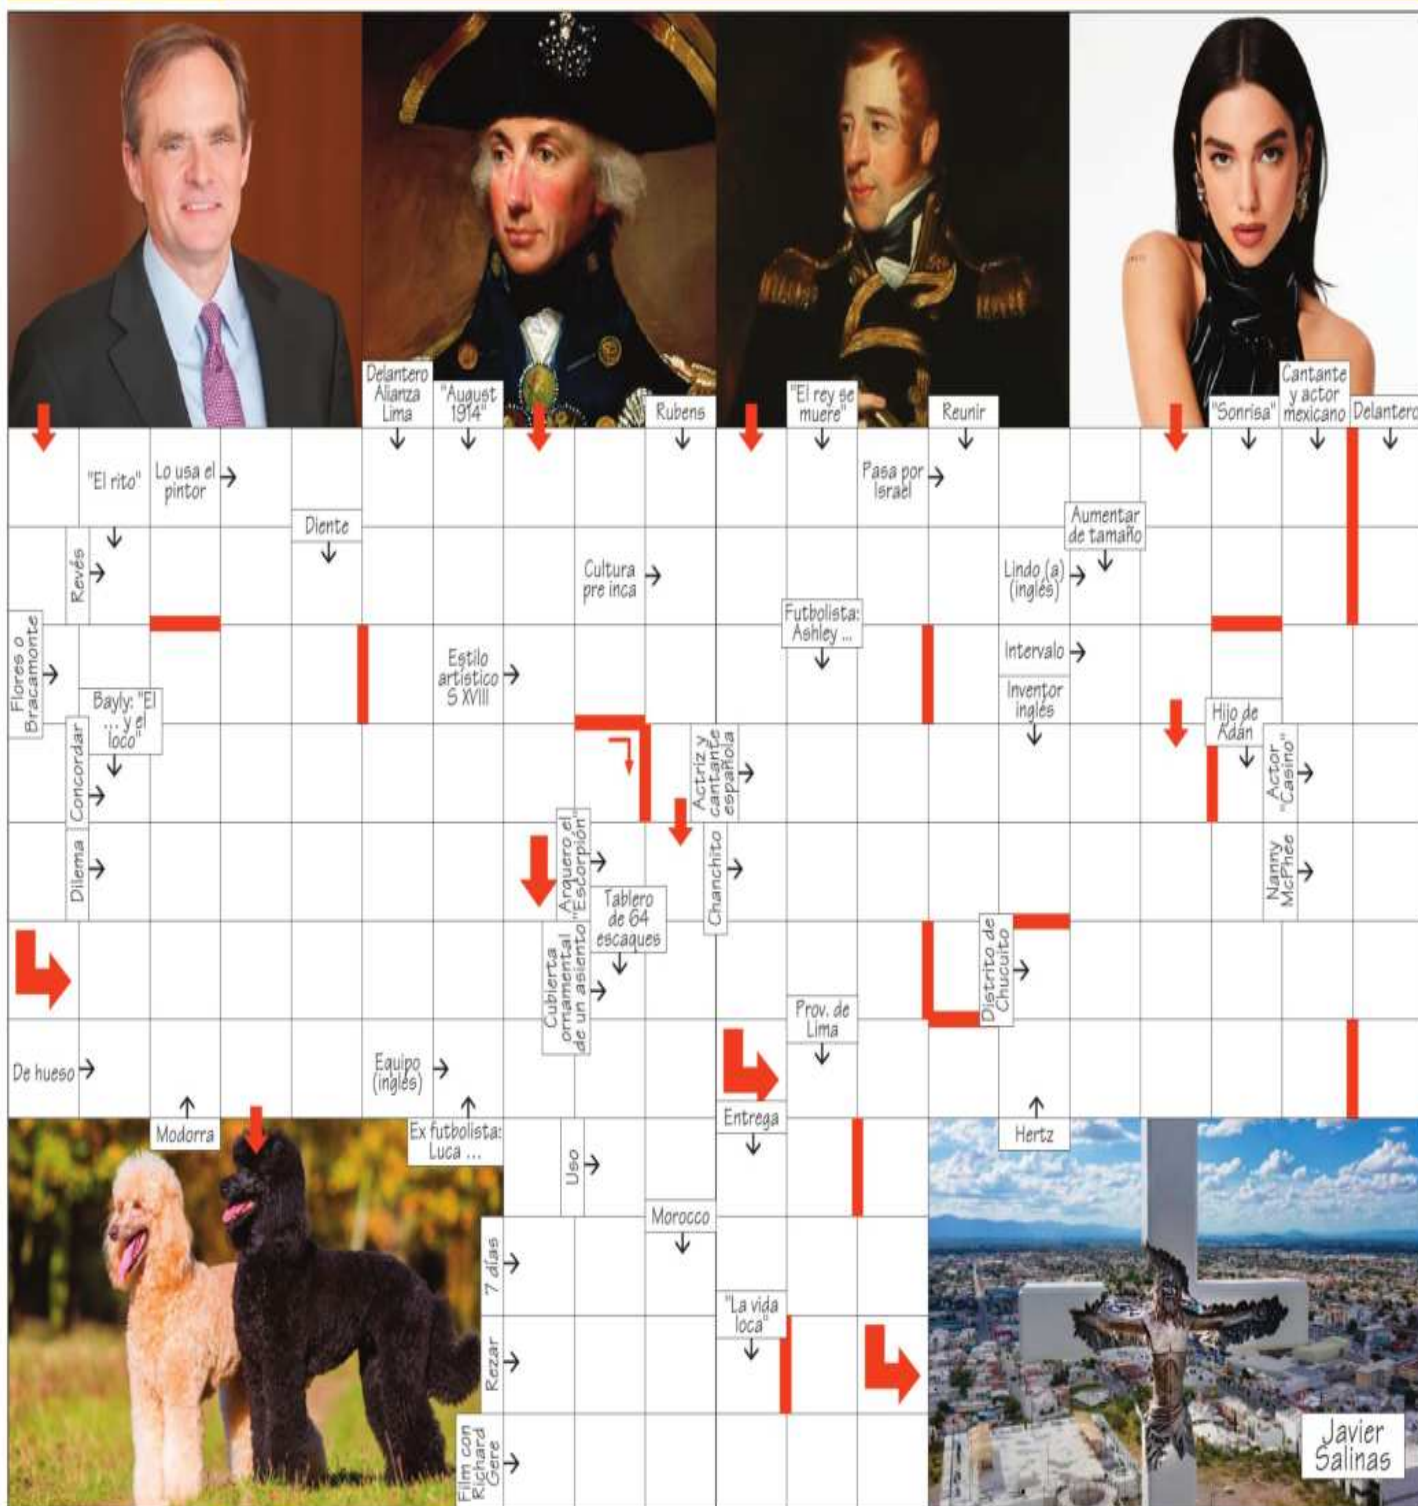 Delantero
Alianza
Lima
"August
1914"
Rubens
"El rey se
muere"
Reunir
"Sonrisa"
Cantante
y actor
mexicano
Delantero
"El rito"
Lo usa el
pintor
Pasa por
Israel
Diente
Aumentar
de tamaño
Revés
Cultura
pre inca
Lindo (a)
(inglés)
Flores o
Bracamonte
Futbolista:
Ashley ...
Estilo
artístico
S XVIII
Intervalo
Inventor
inglés
Bayly: "El
... y el
loco"
Hijo de
Adán
Concordar
Actriz y
cantante
española
Actor
"Casino"
Dilema
Arquero el
"Escorpión"
Chanchito
Nanny
McPhee
Tablero
de 64
escaques
Cubierta
ornamental
de un asiento
Distrito de
Chucuito
Prov. de
Lima
De hueso
Equipo
(inglés)
Modorra
Ex futbolista:
Luca ...
Entrega
Hertz
Uso
Morocco
7 días
"La vida
loca"
Rezar
Film con
Richard
Gere
Javier
Salinas